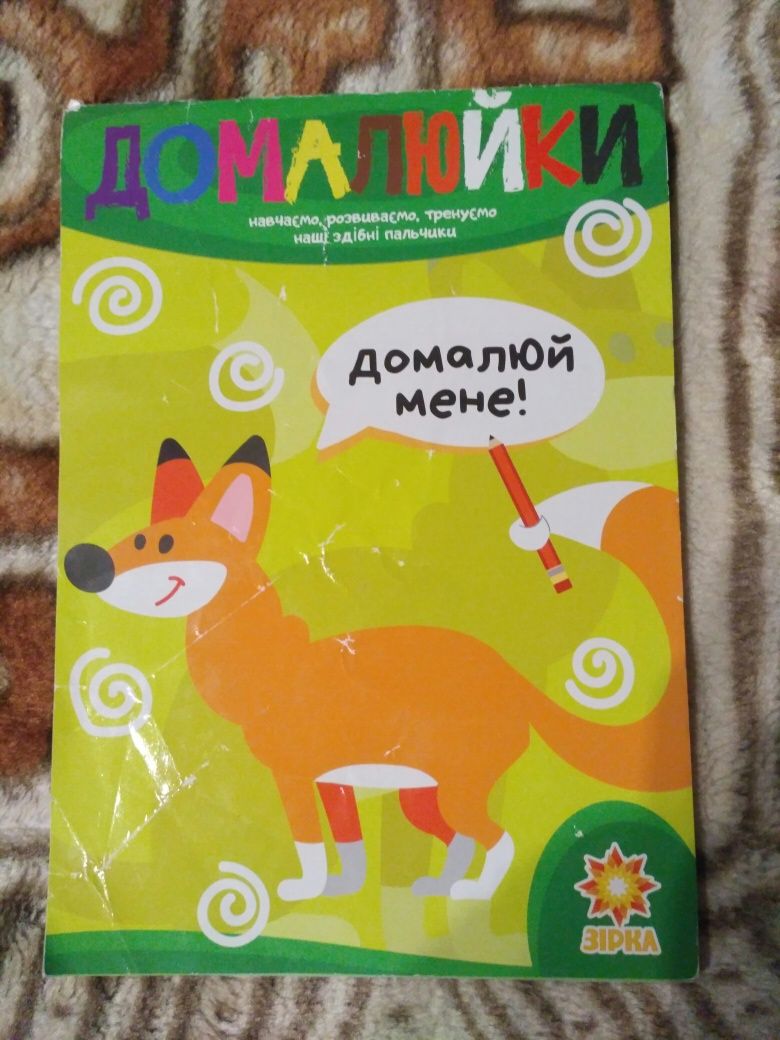 ДОМАЛЮЙКИ
навчаємо, розвиваємо, тренуємо
наші здібні пальчики
домалюй
мене!
ЗІРКА